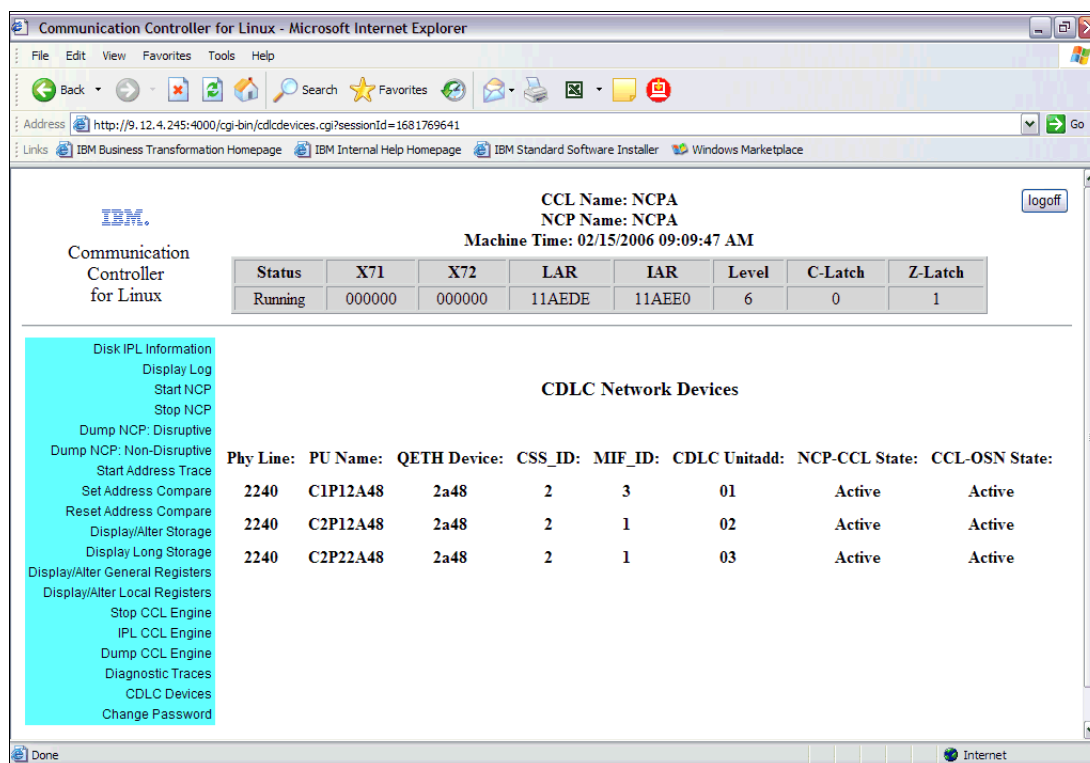 Communication Controller for Linux - Microsoft Internet Explorer
File Edit View Favorites Tools Help
Back Search Favorites
Address http://9.12.4.245:4000/cgi-bin/cdlcdevices.cgi?sessionId=1681769641 Go
Links IBM Business Transformation Homepage IBM Internal Help Homepage IBM Standard Software Installer Windows Marketplace
IBM.
Communication
Controller
for Linux
CCL Name: NCPA
NCP Name: NCPA
Machine Time: 02/15/2006 09:09:47 AM
logoff
Status X71 X72 LAR IAR Level C-Latch Z-Latch
Running 000000 000000 11AEDE 11AEE0 6 0 1
Disk IPL Information
Display Log
Start NCP
Stop NCP
Dump NCP: Disruptive
Dump NCP: Non-Disruptive
Start Address Trace
Set Address Compare
Reset Address Compare
Display/Alter Storage
Display Long Storage
Display/Alter General Registers
Display/Alter Local Registers
Stop CCL Engine
IPL CCL Engine
Dump CCL Engine
Diagnostic Traces
CDLC Devices
Change Password
CDLC Network Devices
Phy Line: PU Name: QETH Device: CSS_ID: MIF_ID: CDLC Unitadd: NCP-CCL State: CCL-OSN State:
2240 C1P12A48 2a48 2 3 01 Active Active
2240 C2P12A48 2a48 2 1 02 Active Active
2240 C2P22A48 2a48 2 1 03 Active Active
Done Internet